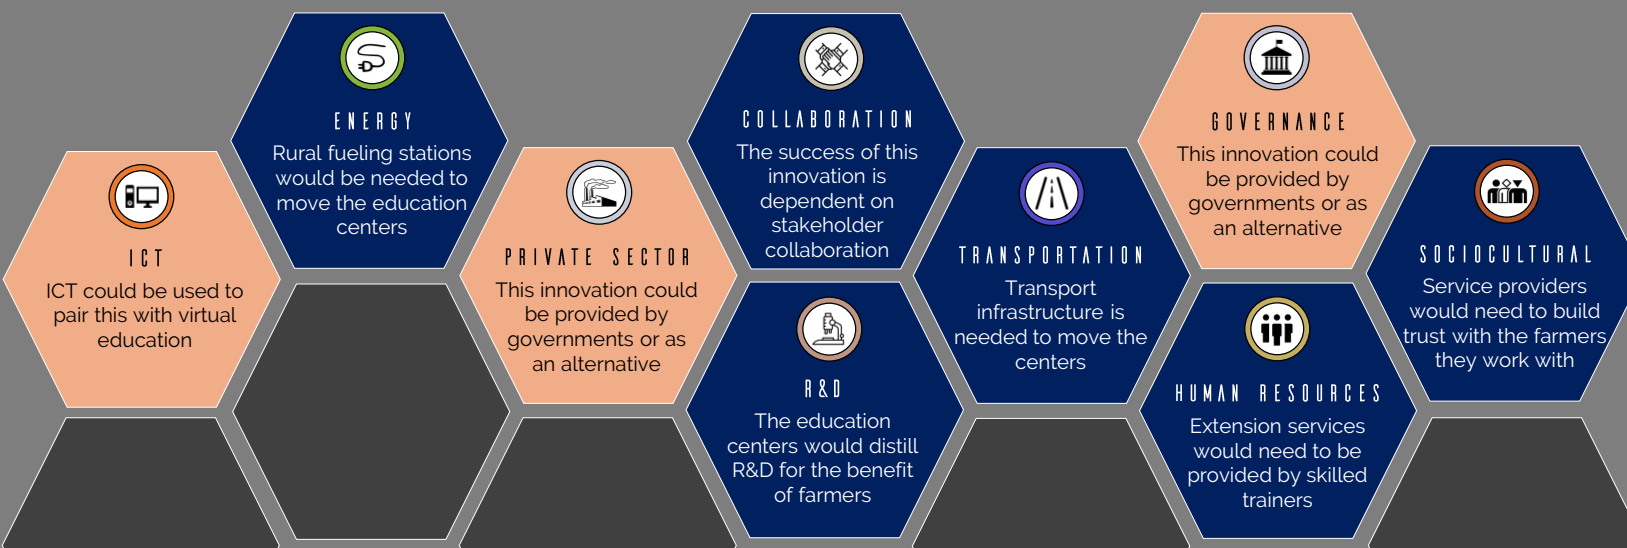 ENERGY
Rural fueling stations
would be needed to
move the education
centers
COLLABORATION
The success of this
innovation is
dependent on
stakeholder
collaboration
GOVERNANCE
This innovation could
be provided by
governments or as
an alternative
ICT
ICT could be used to
pair this with virtual
education
PRIVATE SECTOR
This innovation could
be provided by
governments or as
an alternative
TRANSPORTATION
Transport
infrastructure is
needed to move the
centers
SOCIOCULTURAL
Service providers
would need to build
trust with the farmers
they work with
R&D
The education
centers would distill
R&D for the benefit
of farmers
HUMAN RESOURCES
Extension services
would need to be
provided by skilled
trainers